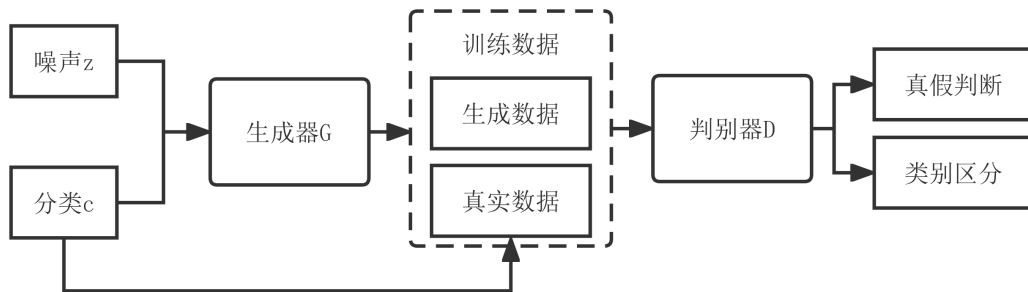 噪声z
分类c
生成器G
训练数据
生成数据
真实数据
判别器D
真假判断
类别区分